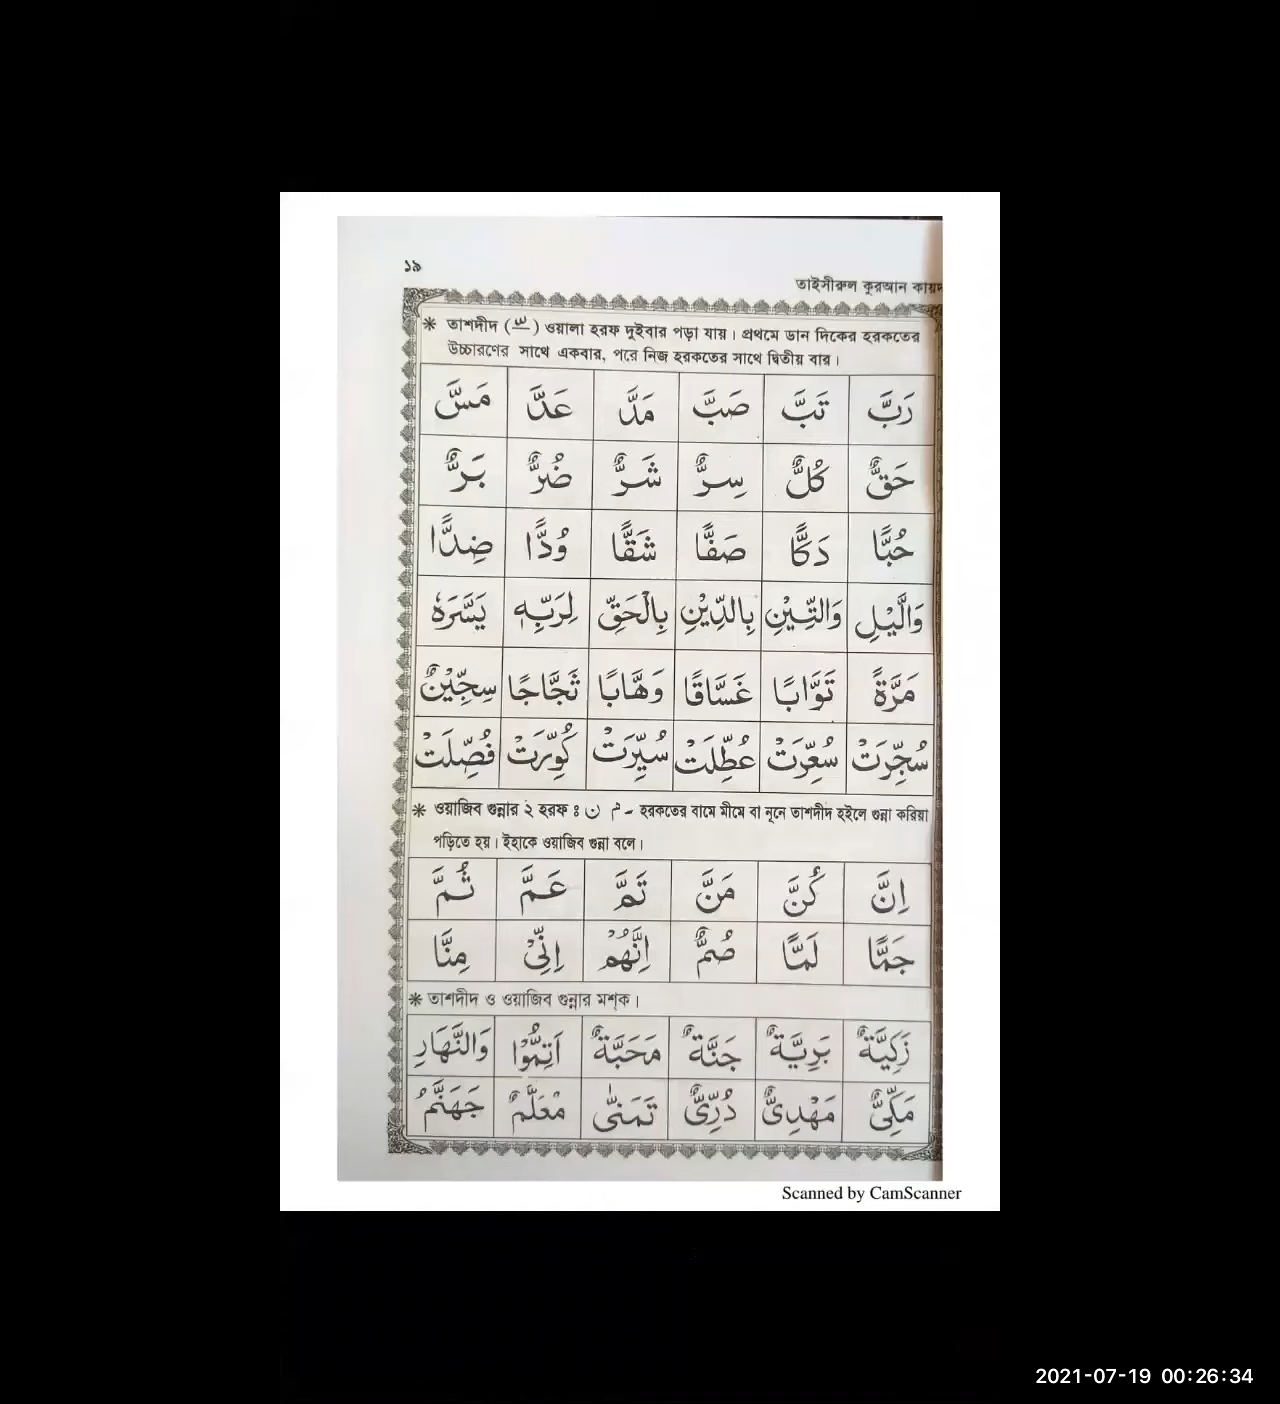 ১৯
তাইসীরুল কুরআন
* তাশদীদ ( ـّ ) ওয়ালা হরফ দুইবার পড়া যায়। প্রথমে ডান দিকের হরকতের
উচ্চারণের সাথে একবার, পরে নিজ হরকতের সাথে দ্বিতীয় বার।
رَبَّ تَبَّ صَبَّ مَدَّ عَدَّ مَسَّ
حَقٌّ كُلٌّ سِرٌّ شَرٌّ ضُرٌّ بَرٌّ
حُبًّا دَكًّا صَفًّا شَقًّا وُدًّا ضِدًّا
وَالَّيْلِ وَالتِّيْنِ بِالدِّيْنِ بِالْحَقِّ لِرَبِّهٖ يَسَّرَهٗ
مَرَّةً تَوَّابًا غَسَّاقًا وَهَّابًا ثَجَّاجًا سِجِّيْنٌ
سُجِّرَتْ سُعِّرَتْ عُطِّلَتْ سُيِّرَتْ كُوِّرَتْ فُصِّلَتْ
* ওয়াজিব গুন্নার ২ হরফ ঃ ن م - হরকতের বামে মীমে বা নূনে তাশদীদ হইলে গুন্না করিয়া
পড়িতে হয়। ইহাকে ওয়াজিব গুন্না বলে।
اِنَّ كُنَّ مَنَّ تَمَّ عَمَّ ثُمَّ
جَمًّا لَمًّا صُمٌّ اِنَّهُمْ اِنِّيْ مِنَّا
* তাশদীদ ও ওয়াজিব গুন্নার মশ্‌ক।
زَكِيَّةٌ بَرِيَّةٌ جَنَّةٌ مَحَبَّةٌ اَتِمُّوْا وَالنَّهَارِ
مَكِّيٌّ مَهْدِيٌّ دُرِّيٌّ تَمَنّٰى مُعَلَّمٌ جَهَنَّمُ
Scanned by CamScanner
2021-07-19 00:26:34